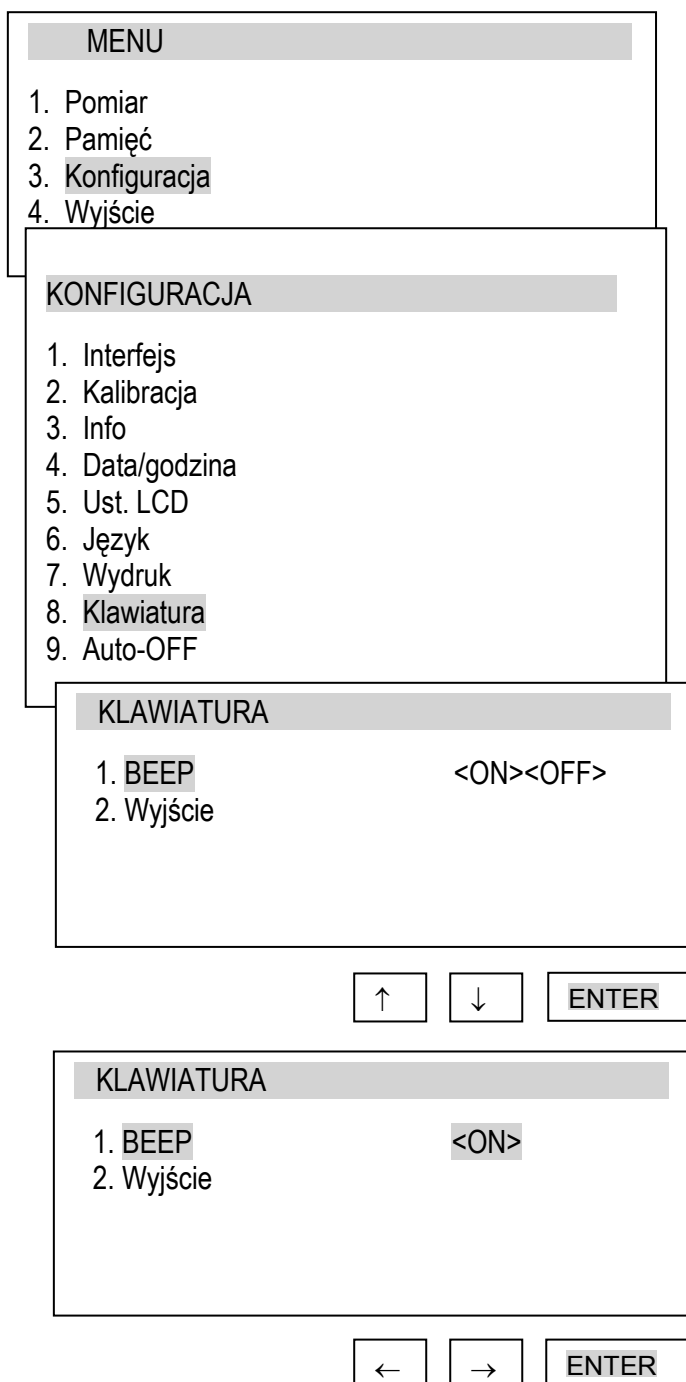 MENU
1. Pomiar
2. Pamięć
3. Konfiguracja
4. Wyjście
KONFIGURACJA
1. Interfejs
2. Kalibracja
3. Info
4. Data/godzina
5. Ust. LCD
6. Język
7. Wydruk
8. Klawiatura
9. Auto-OFF
KLAWIATURA
1. BEEP <ON><OFF>
2. Wyjście
↑ ↓ ENTER
KLAWIATURA
1. BEEP <ON>
2. Wyjście
← → ENTER